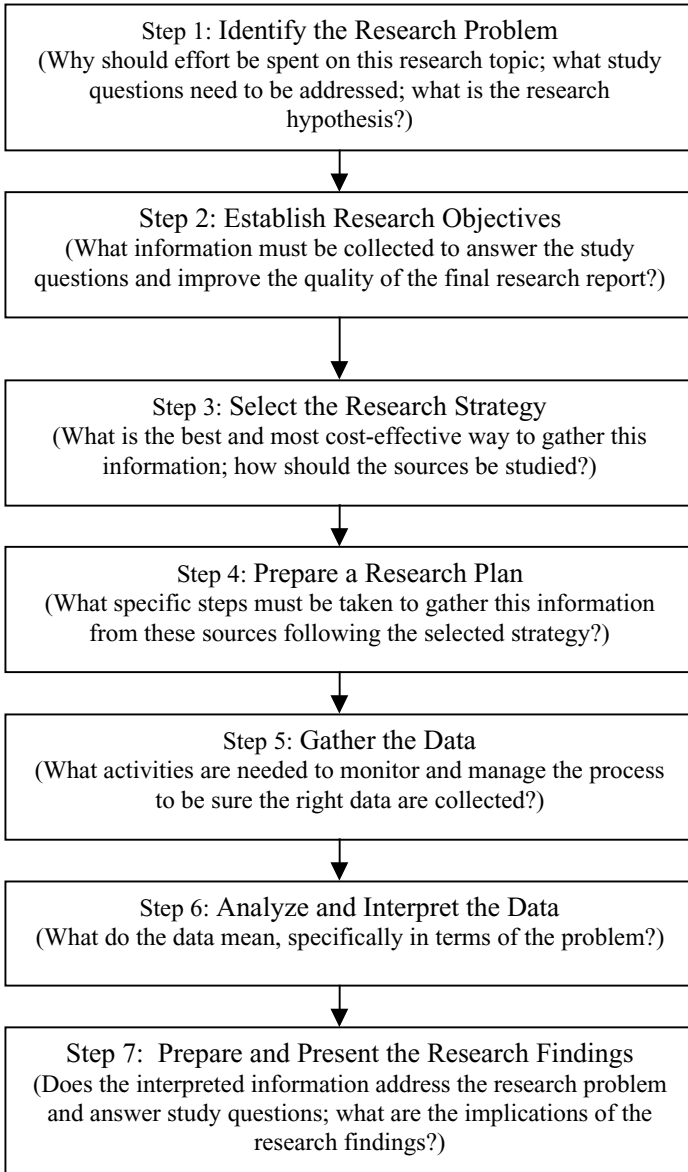 Step 1: Identify the Research Problem
(Why should effort be spent on this research topic; what study
questions need to be addressed; what is the research
hypothesis?)
Step 2: Establish Research Objectives
(What information must be collected to answer the study
questions and improve the quality of the final research report?)
Step 3: Select the Research Strategy
(What is the best and most cost-effective way to gather this
information; how should the sources be studied?)
Step 4: Prepare a Research Plan
(What specific steps must be taken to gather this information
from these sources following the selected strategy?)
Step 5: Gather the Data
(What activities are needed to monitor and manage the process
to be sure the right data are collected?)
Step 6: Analyze and Interpret the Data
(What do the data mean, specifically in terms of the problem?)
Step 7: Prepare and Present the Research Findings
(Does the interpreted information address the research problem
and answer study questions; what are the implications of the
research findings?)